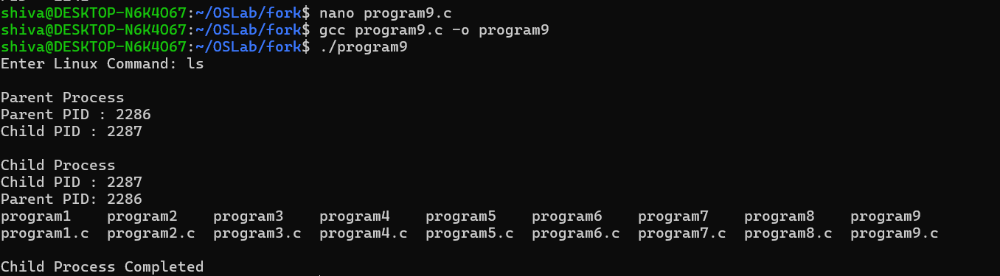 shiva@DESKTOP-N6K4O67:~/OSLab/fork$ nano program9.c
shiva@DESKTOP-N6K4O67:~/OSLab/fork$ gcc program9.c -o program9
shiva@DESKTOP-N6K4O67:~/OSLab/fork$ ./program9
Enter Linux Command: ls

Parent Process
Parent PID : 2286
Child PID : 2287

Child Process
Child PID : 2287
Parent PID: 2286
program1   program2   program3   program4   program5   program6   program7   program8   program9
program1.c program2.c program3.c program4.c program5.c program6.c program7.c program8.c program9.c

Child Process Completed